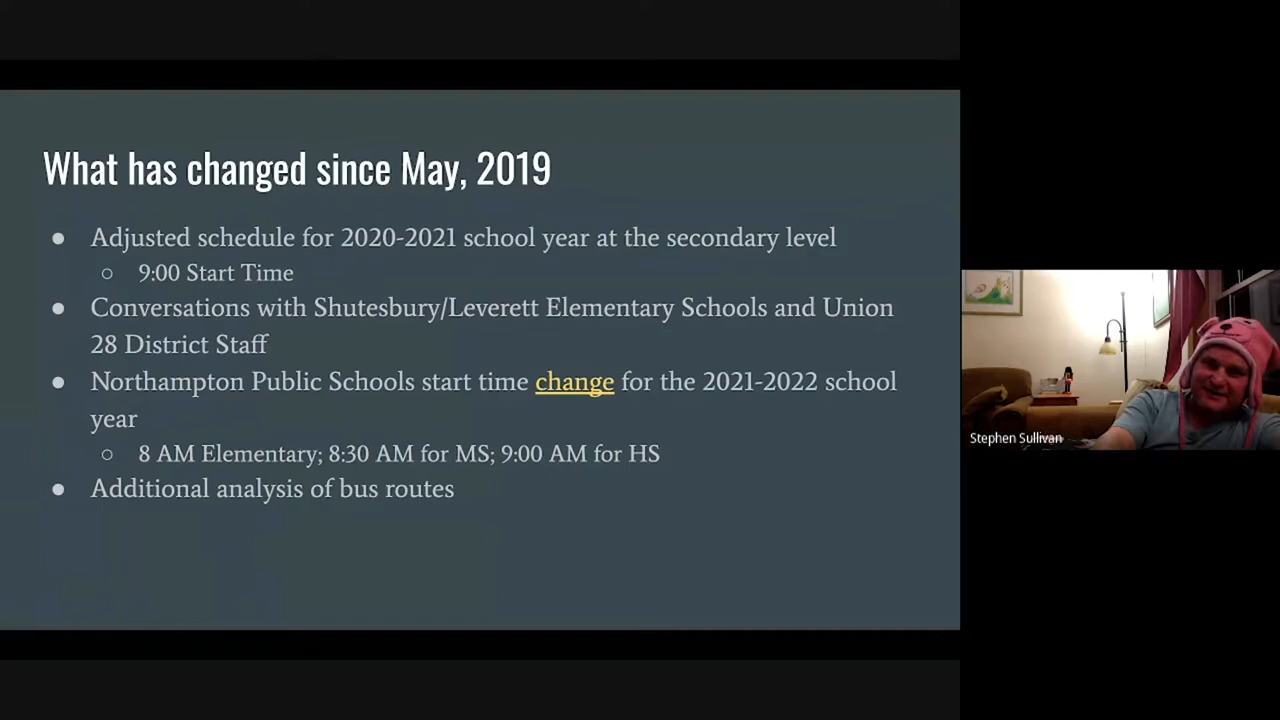 What has changed since May, 2019
● Adjusted schedule for 2020-2021 school year at the secondary level
○ 9:00 Start Time
● Conversations with Shutesbury/Leverett Elementary Schools and Union
28 District Staff
● Northampton Public Schools start time change for the 2021-2022 school
year
○ 8 AM Elementary; 8:30 AM for MS; 9:00 AM for HS
● Additional analysis of bus routes
Stephen Sullivan